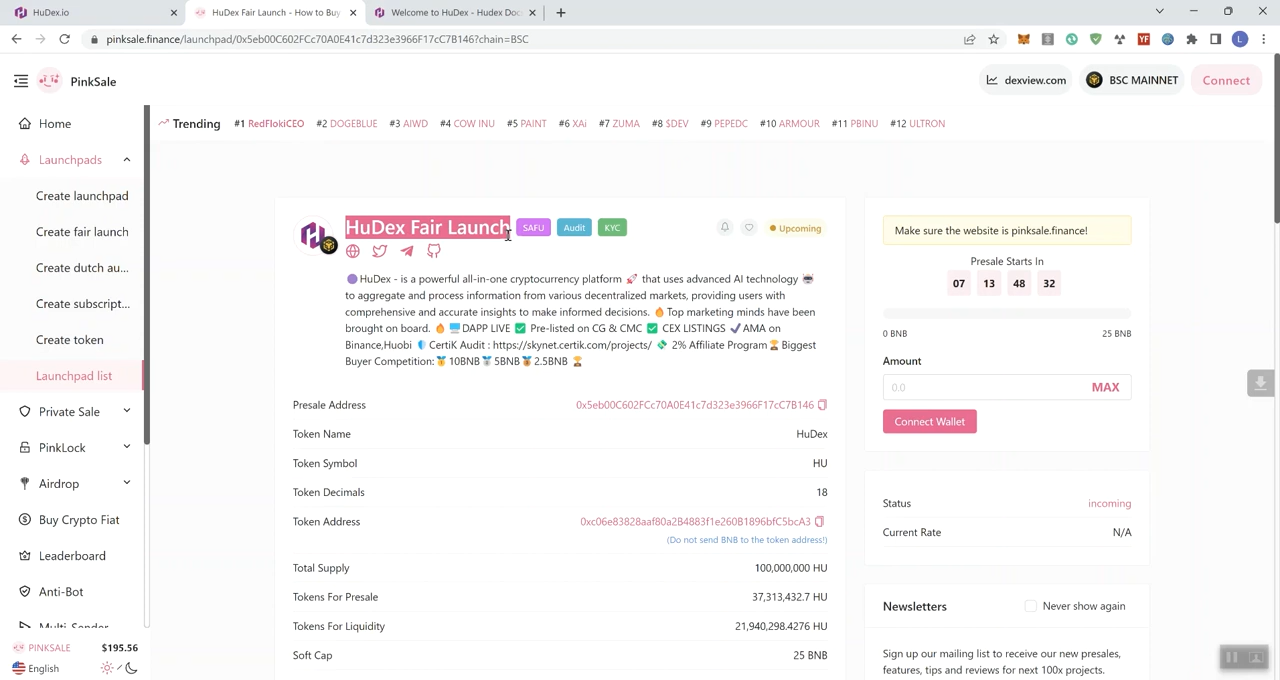 HuDex.io
HuDex Fair Launch - How to Buy
Welcome to HuDex - Hudex Doc
pinksale.finance/launchpad/0x5eb00C602FCc70A0E41c7d323e3966F17cC7B146?chain=BSC
PinkSale
dexview.com
BSC MAINNET
Connect
Home
Launchpads
Create launchpad
Create fair launch
Create dutch au...
Create subscript...
Create token
Launchpad list
Private Sale
PinkLock
Airdrop
Buy Crypto Fiat
Leaderboard
Anti-Bot
Multi-Sender
PINKSALE $195.56
English
Trending #1 RedFlokiCEO #2 DOGEBLUE #3 AIWD #4 COW INU #5 PAINT #6 XAi #7 ZUMA #8 $DEV #9 PEPEDC #10 ARMOUR #11 PBINU #12 ULTRON
HuDex Fair Launch SAFU Audit KYC Upcoming
🟣HuDex - is a powerful all-in-one cryptocurrency platform 🚀 that uses advanced AI technology 👾
to aggregate and process information from various decentralized markets, providing users with
comprehensive and accurate insights to make informed decisions. 🔥Top marketing minds have been
brought on board. 🔥 🖥️DAPP LIVE ✅ Pre-listed on CG & CMC ✅ CEX LISTINGS ✔️AMA on
Binance,Huobi 🛡️ CertiK Audit : https://skynet.certik.com/projects/ 💸 2% Affiliate Program🏆Biggest
Buyer Competition:🥇10BNB🥈5BNB🥉2.5BNB 🏆
Presale Address 0x5eb00C602FCc70A0E41c7d323e3966F17cC7B146
Token Name HuDex
Token Symbol HU
Token Decimals 18
Token Address 0xc06e83828aaf80a2B4883f1e260B1896bfC5bcA3
(Do not send BNB to the token address!)
Total Supply 100,000,000 HU
Tokens For Presale 37,313,432.7 HU
Tokens For Liquidity 21,940,298.4276 HU
Soft Cap 25 BNB
Make sure the website is pinksale.finance!
Presale Starts In
07 13 48 32
0 BNB 25 BNB
Amount
0.0 MAX
Connect Wallet
Status incoming
Current Rate N/A
Newsletters Never show again
Sign up our mailing list to receive our new presales,
features, tips and reviews for next 100x projects.